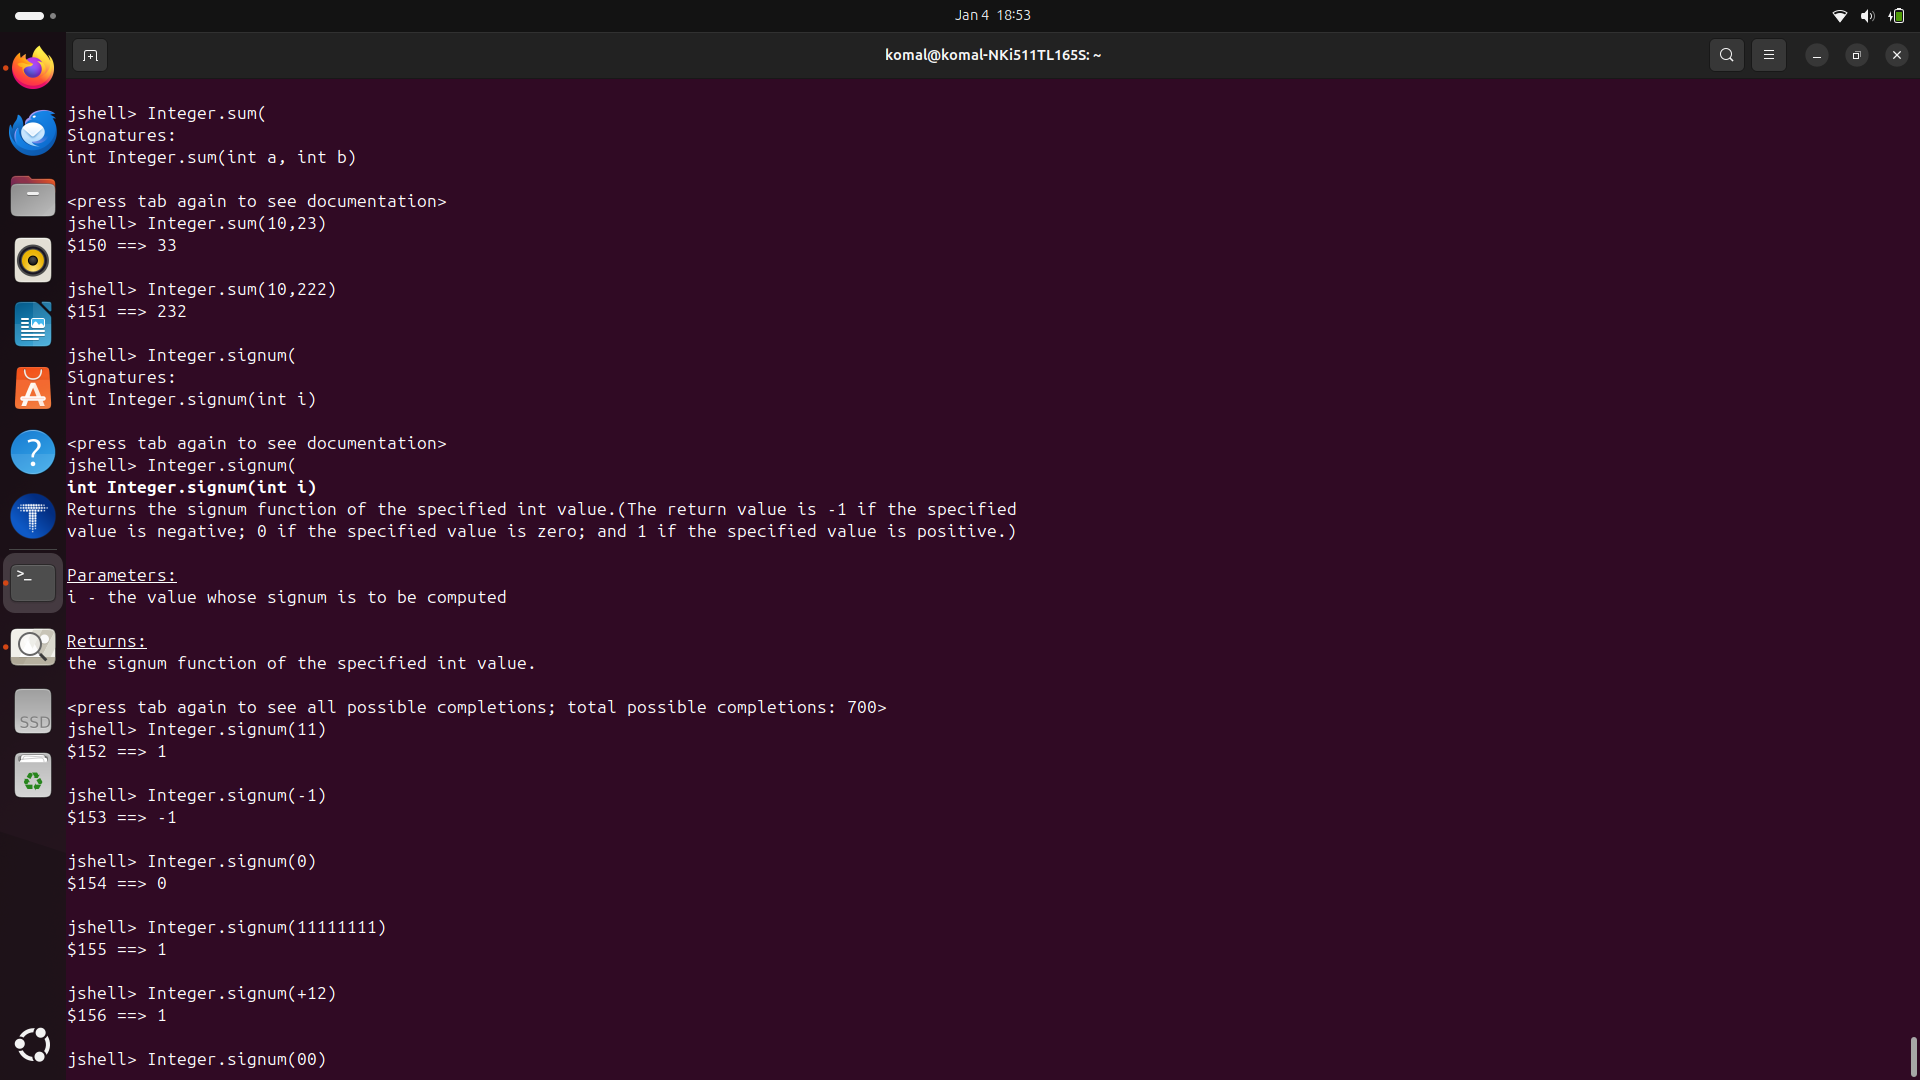 Jan 4 18:53
komal@komal-NKi511TL165S: ~
jshell> Integer.sum(
Signatures:
int Integer.sum(int a, int b)
<press tab again to see documentation>
jshell> Integer.sum(10,23)
$150 ==> 33
jshell> Integer.sum(10,222)
$151 ==> 232
jshell> Integer.signum(
Signatures:
int Integer.signum(int i)
<press tab again to see documentation>
jshell> Integer.signum(
int Integer.signum(int i)
Returns the signum function of the specified int value.(The return value is -1 if the specified
value is negative; 0 if the specified value is zero; and 1 if the specified value is positive.)
Parameters:
i - the value whose signum is to be computed
Returns:
the signum function of the specified int value.
<press tab again to see all possible completions; total possible completions: 700>
jshell> Integer.signum(11)
$152 ==> 1
jshell> Integer.signum(-1)
$153 ==> -1
jshell> Integer.signum(0)
$154 ==> 0
jshell> Integer.signum(11111111)
$155 ==> 1
jshell> Integer.signum(+12)
$156 ==> 1
jshell> Integer.signum(00)
SSD